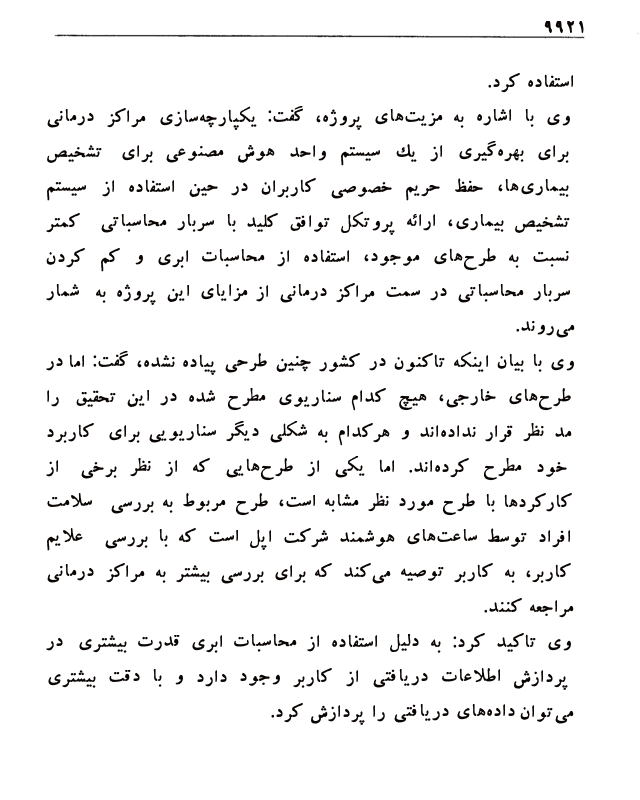 ۹۹۲۱
استفاده کرد.
وی با اشاره به مزیت‌های پروژه، گفت: یکپارچه‌سازی مراکز درمانی
برای بهره‌گیری از یك سیستم واحد هوش مصنوعی برای تشخیص
بیماری‌ها، حفظ حریم خصوصی کاربران در حین استفاده از سیستم
تشخیص بیماری، ارائه پروتکل توافق کلید با سربار محاسباتی کمتر
نسبت به طرح‌های موجود، استفاده از محاسبات ابری و کم کردن
سربار محاسباتی در سمت مراکز درمانی از مزایای این پروژه به شمار
می‌روند.
وی با بیان اینکه تاکنون در کشور چنین طرحی پیاده نشده، گفت: اما در
طرح‌های خارجی، هیچ کدام سناریوی مطرح شده در این تحقیق را
مد نظر قرار نداده‌اند و هرکدام به شکلی دیگر سناریویی برای کاربرد
خود مطرح کرده‌اند. اما یکی از طرح‌هایی که از نظر برخی از
کارکردها با طرح مورد نظر مشابه است، طرح مربوط به بررسی سلامت
افراد توسط ساعت‌های هوشمند شرکت اپل است که با بررسی علایم
کاربر، به کاربر توصیه می‌کند که برای بررسی بیشتر به مراکز درمانی
مراجعه کنند.
وی تاکید کرد: به دلیل استفاده از محاسبات ابری قدرت بیشتری در
پردازش اطلاعات دریافتی از کاربر وجود دارد و با دقت بیشتری
می‌توان داده‌های دریافتی را پردازش کرد.